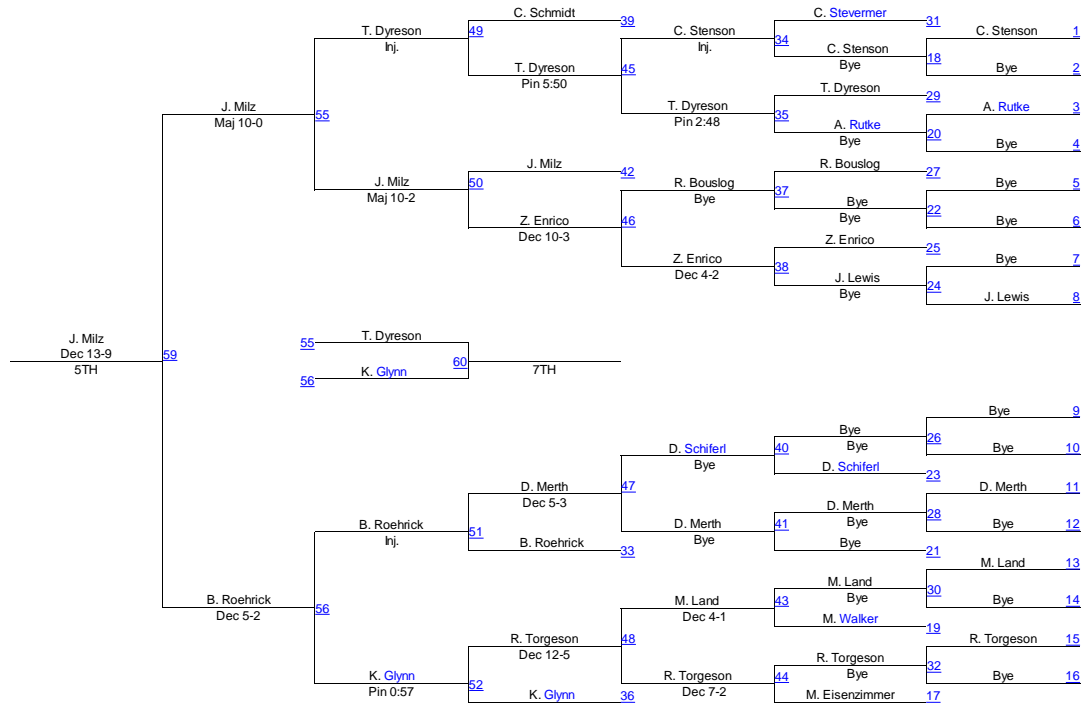 C. Schmidt 39
C. Stevermer 31
T. Dyreson 49 C. Stenson 34 C. Stenson 1
Inj. Inj.
C. Stenson 18
T. Dyreson 45 Bye Bye 2
Pin 5:50
T. Dyreson 29
J. Milz 55 T. Dyreson 35 A. Rutke 3
Maj 10-0 Pin 2:48
A. Rutke 20
Bye Bye 4
J. Milz 42 R. Bouslog 27
J. Milz 50 R. Bouslog 37 Bye 5
Maj 10-2 Bye
Bye 22
Z. Enrico 46 Bye Bye 6
Dec 10-3
Z. Enrico 25
Z. Enrico 38 Bye 7
Dec 4-2
J. Lewis 24
Bye J. Lewis 8
J. Milz
Dec 13-9 59
5TH
55 T. Dyreson
60
7TH
56 K. Glynn
Bye 9
Bye 26
D. Schiferl 40 Bye Bye 10
Bye
D. Schiferl 23
D. Merth 47 D. Merth 11
Dec 5-3
D. Merth 28
B. Roehrick 51 D. Merth 41 Bye Bye 12
Inj. Bye
B. Roehrick 33 21
M. Land 13
M. Land 30
B. Roehrick 56 M. Land 43 Bye Bye 14
Dec 5-2 Dec 4-1
M. Walker 19
R. Torgeson 48 R. Torgeson 15
Dec 12-5
R. Torgeson 32
K. Glynn 52 R. Torgeson 44 Bye Bye 16
Pin 0:57 Dec 7-2
K. Glynn 36 M. Eisenzimmer 17